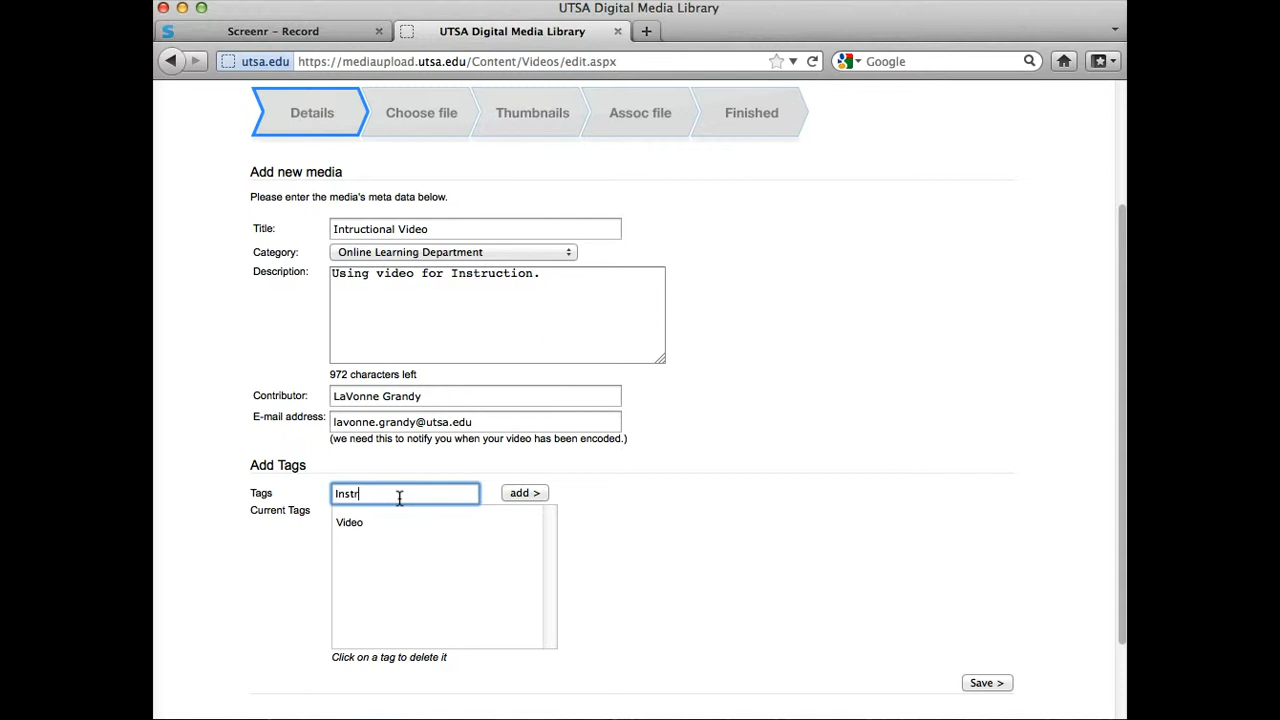 UTSA Digital Media Library
Screenr - Record
UTSA Digital Media Library
utsa.edu https://mediaupload.utsa.edu/Content/Videos/edit.aspx
Google
Details
Choose file
Thumbnails
Assoc file
Finished
Add new media
Please enter the media's meta data below.
Title: Intructional Video
Category: Online Learning Department
Description: Using video for Instruction.
972 characters left
Contributor: LaVonne Grandy
E-mail address: lavonne.grandy@utsa.edu
(we need this to notify you when your video has been encoded.)
Add Tags
Tags Instr add >
Current Tags
Video
Click on a tag to delete it
Save >